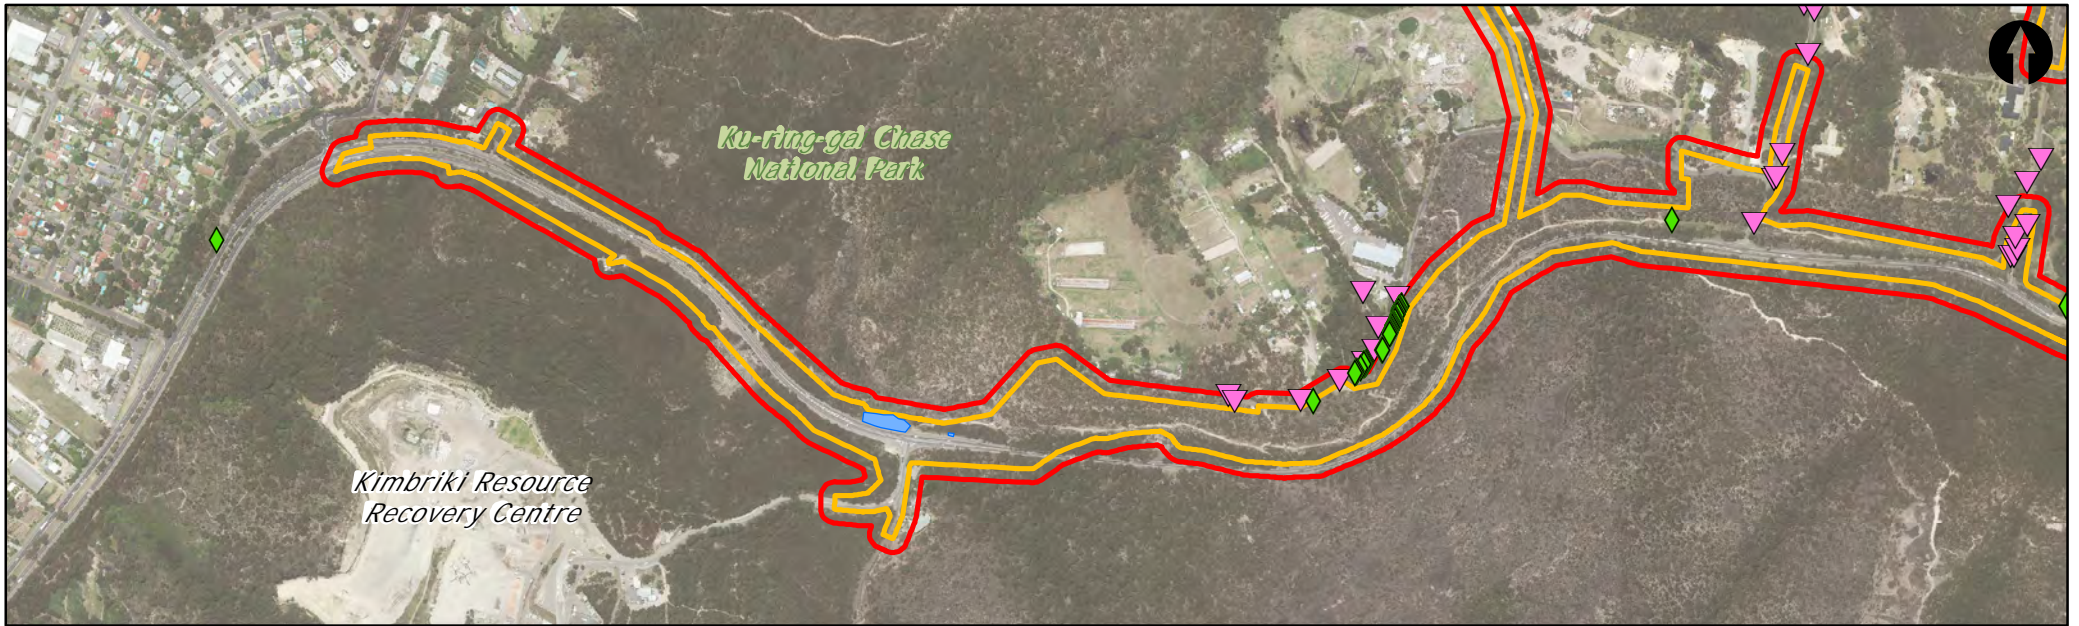 Ku-ring-gai Chase
National Park
Kimbriki Resource
Recovery Centre